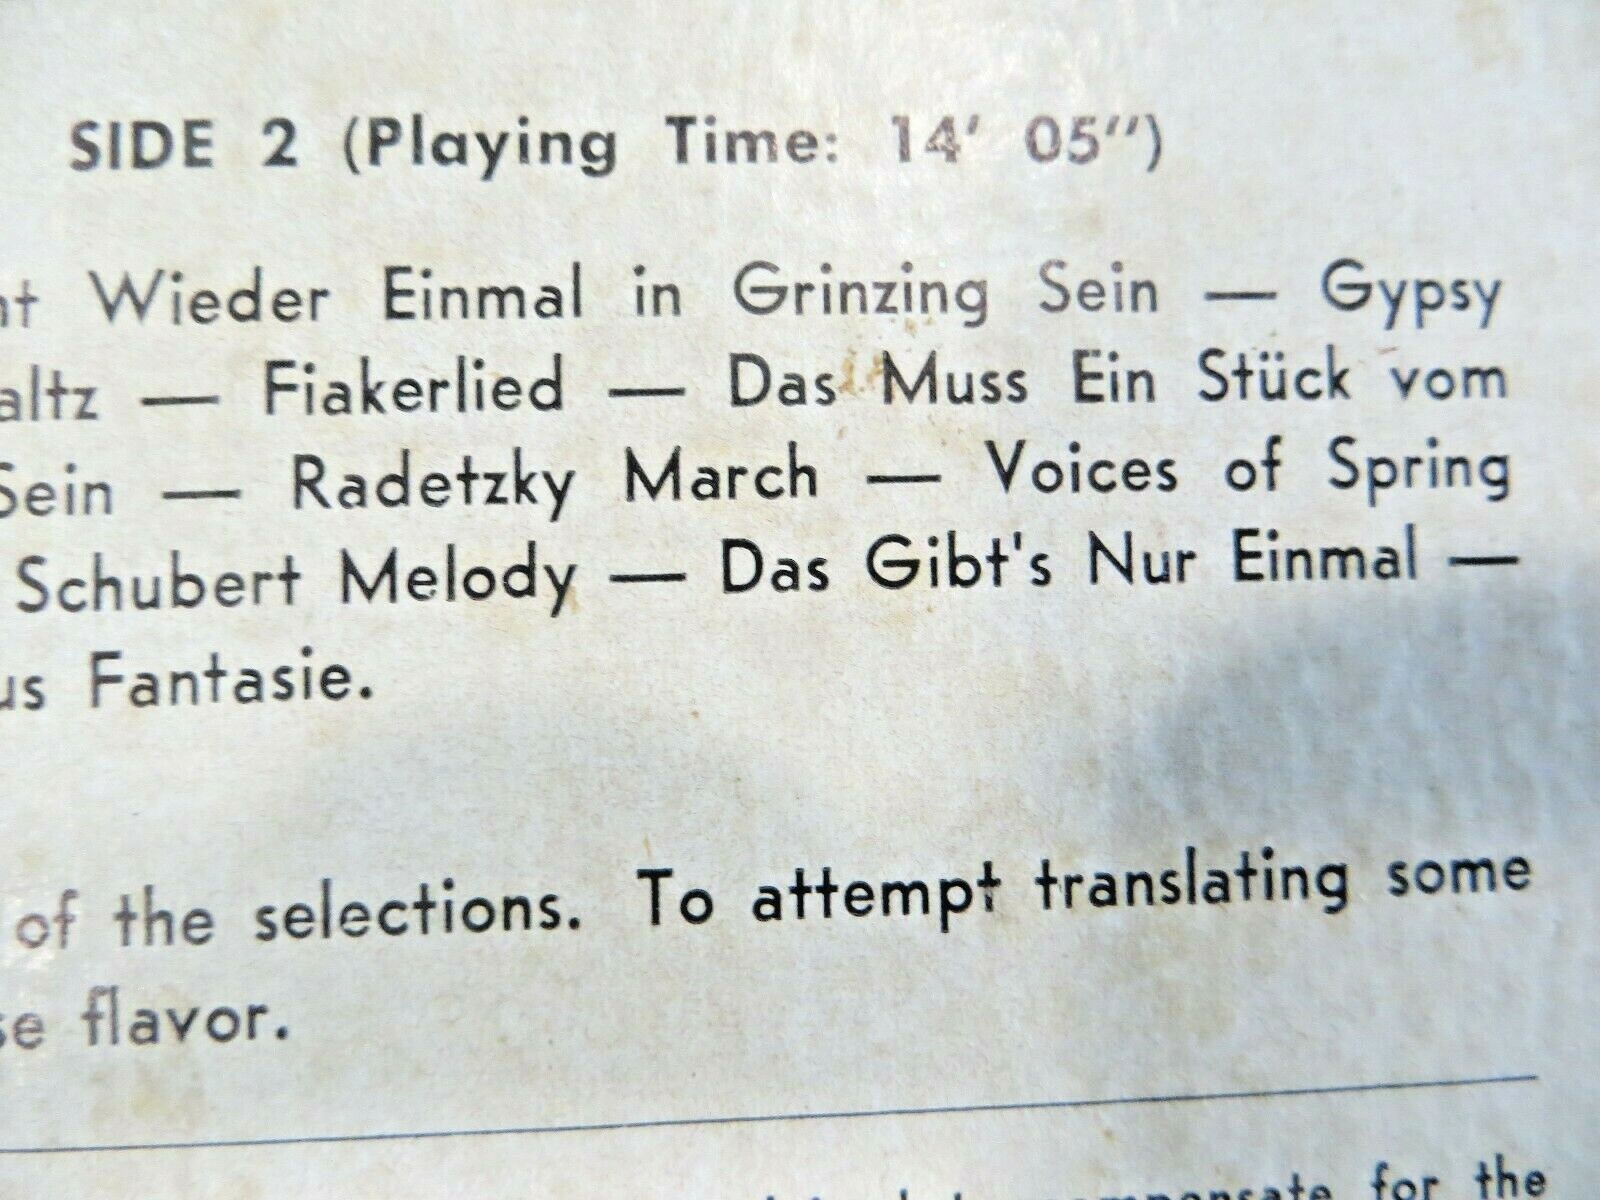 SIDE 2 (Playing Time: 14' 05")
Wieder Einmal in Grinzing Sein — Gypsy
— Fiakerlied — Das Muss Ein Stück vom
Sein — Radetzky March — Voices of Spring
Schubert Melody — Das Gibt's Nur Einmal —
Fantasie.
of the selections. To attempt translating some
flavor.
for the